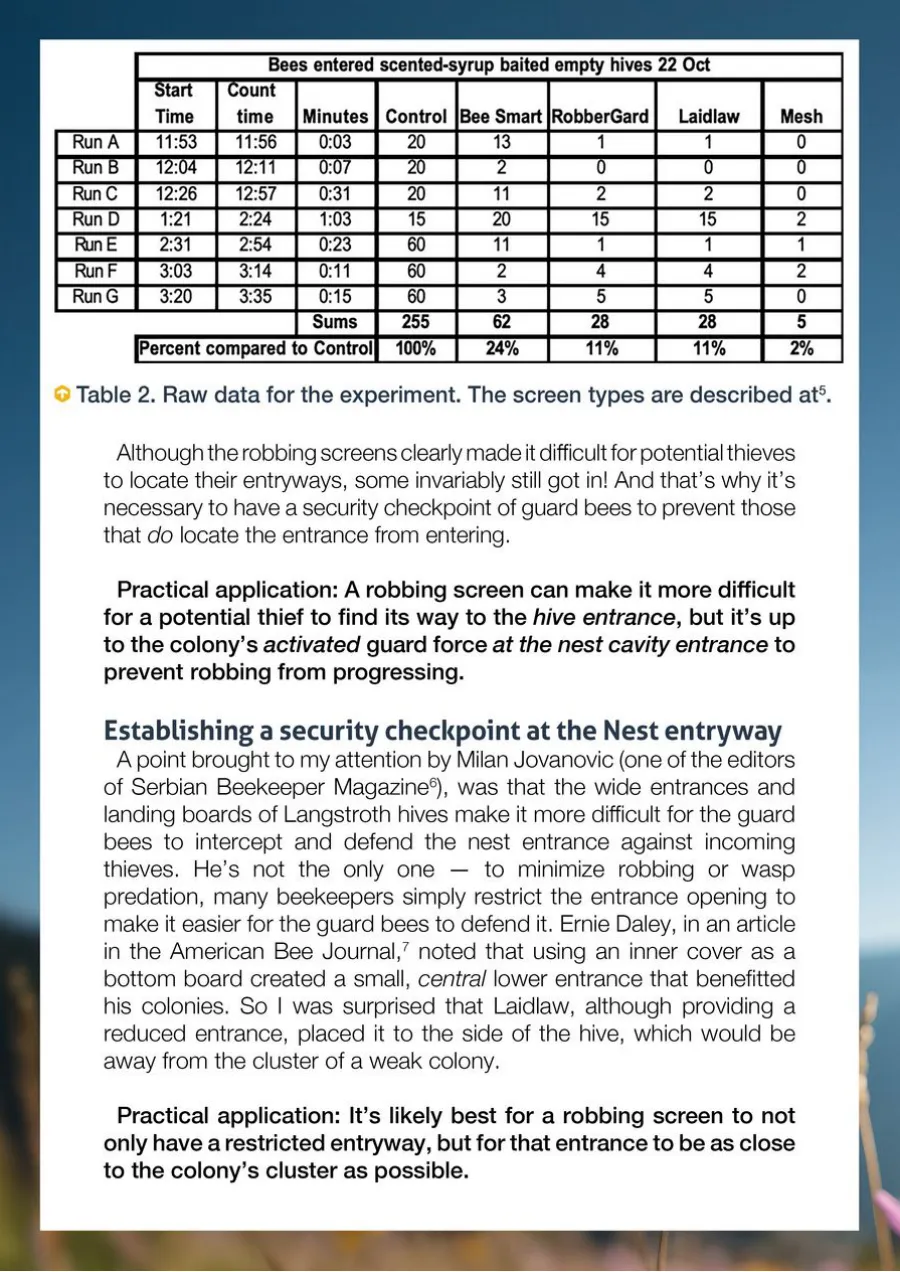 Bees entered scented-syrup baited empty hives 22 Oct
Start Time Count time Minutes Control Bee Smart RobberGard Laidlaw Mesh
Run A 11:53 11:56 0:03 20 13 1 1 0
Run B 12:04 12:11 0:07 20 2 0 0 0
Run C 12:26 12:57 0:31 20 11 2 2 0
Run D 1:21 2:24 1:03 15 20 15 15 2
Run E 2:31 2:54 0:23 60 11 1 1 1
Run F 3:03 3:14 0:11 60 2 4 4 2
Run G 3:20 3:35 0:15 60 3 5 5 0
Sums 255 62 28 28 5
Percent compared to Control 100% 24% 11% 11% 2%
Table 2. Raw data for the experiment. The screen types are described at⁵.
Although the robbing screens clearly made it difficult for potential thieves
to locate their entryways, some invariably still got in! And that's why it's
necessary to have a security checkpoint of guard bees to prevent those
that do locate the entrance from entering.
Practical application: A robbing screen can make it more difficult
for a potential thief to find its way to the hive entrance, but it's up
to the colony's activated guard force at the nest cavity entrance to
prevent robbing from progressing.
Establishing a security checkpoint at the Nest entryway
A point brought to my attention by Milan Jovanovic (one of the editors
of Serbian Beekeeper Magazine⁶), was that the wide entrances and
landing boards of Langstroth hives make it more difficult for the guard
bees to intercept and defend the nest entrance against incoming
thieves. He's not the only one — to minimize robbing or wasp
predation, many beekeepers simply restrict the entrance opening to
make it easier for the guard bees to defend it. Ernie Daley, in an article
in the American Bee Journal,⁷ noted that using an inner cover as a
bottom board created a small, central lower entrance that benefitted
his colonies. So I was surprised that Laidlaw, although providing a
reduced entrance, placed it to the side of the hive, which would be
away from the cluster of a weak colony.
Practical application: It's likely best for a robbing screen to not
only have a restricted entryway, but for that entrance to be as close
to the colony's cluster as possible.